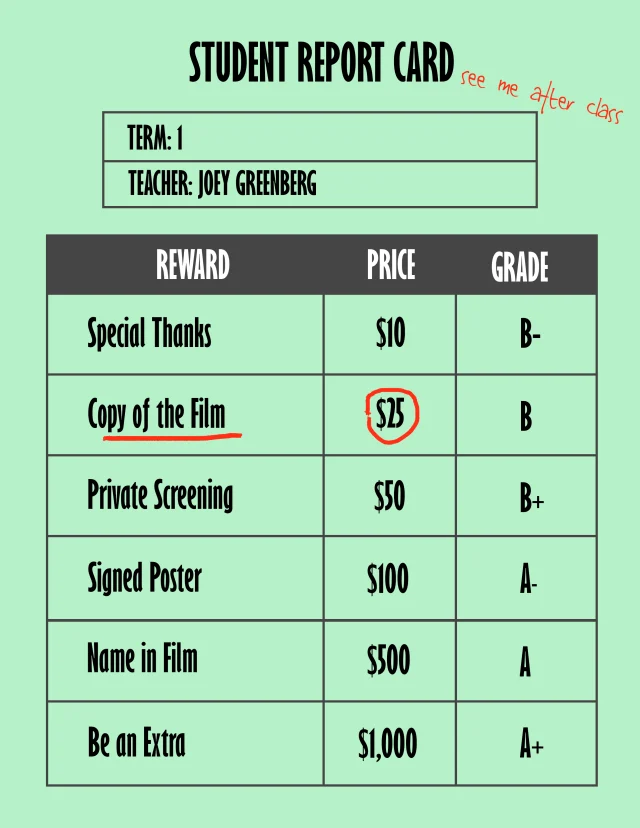 STUDENT REPORT CARD
see me after class
TERM: 1
TEACHER: JOEY GREENBERG
REWARD PRICE GRADE
Special Thanks $10 B-
Copy of the Film $25 B
Private Screening $50 B+
Signed Poster $100 A-
Name in Film $500 A
Be an Extra $1,000 A+